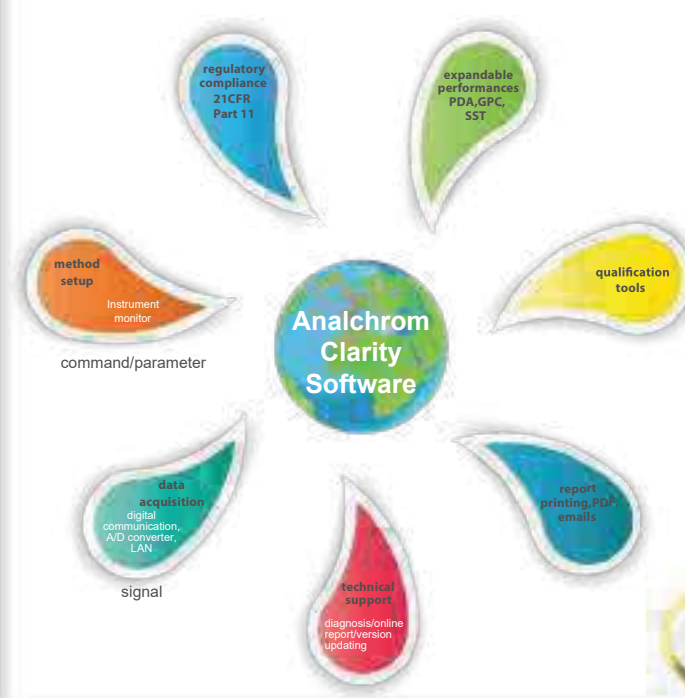 regulatory
compliance
21CFR
Part 11
expandable
performances
PDA,GPC,
SST
method
setup
Instrument
monitor
command/parameter
qualification
tools
Analchrom
Clarity
Software
data
acquisition
digital
communication,
A/D converter,
LAN
signal
report
printing,PDF,
emails
technical
support
diagnosis/online
report/version
updating